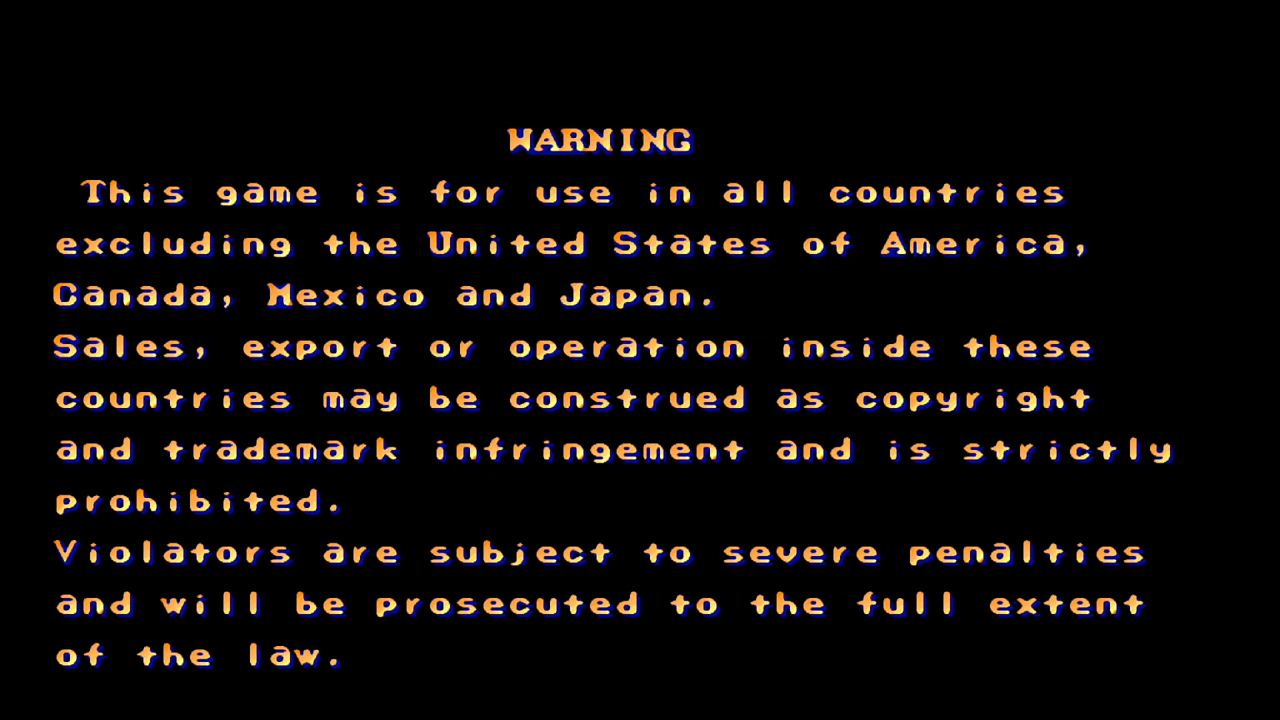 WARNING
This game is for use in all countries
excluding the United States of America,
Canada, Mexico and Japan.
Sales, export or operation inside these
countries may be construed as copyright
and trademark infringement and is strictly
prohibited.
Violators are subject to severe penalties
and will be prosecuted to the full extent
of the law.